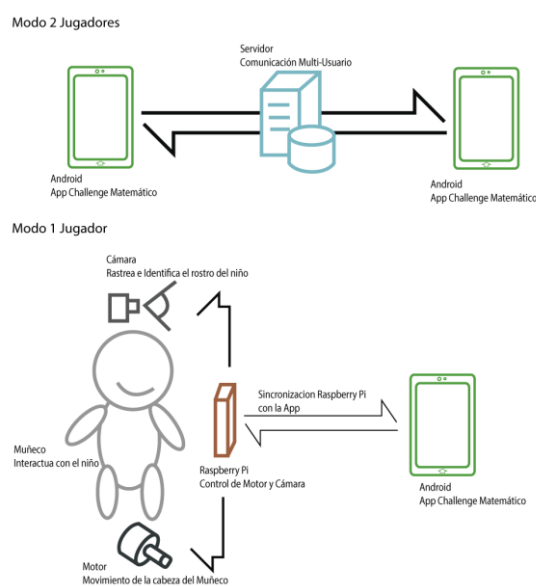 Modo 2 Jugadores
Servidor
Comunicación Multi-Usuario
Android
App Challenge Matemático
Android
App Challenge Matemático
Modo 1 Jugador
Cámara
Rastrea e Identifica el rostro del niño
Sincronizacion Raspberry Pi
con la App
Muñeco
Interactua con el niño
Raspberry Pi
Control de Motor y Cámara
Android
App Challenge Matemático
Motor
Movimiento de la cabeza del Muñeco